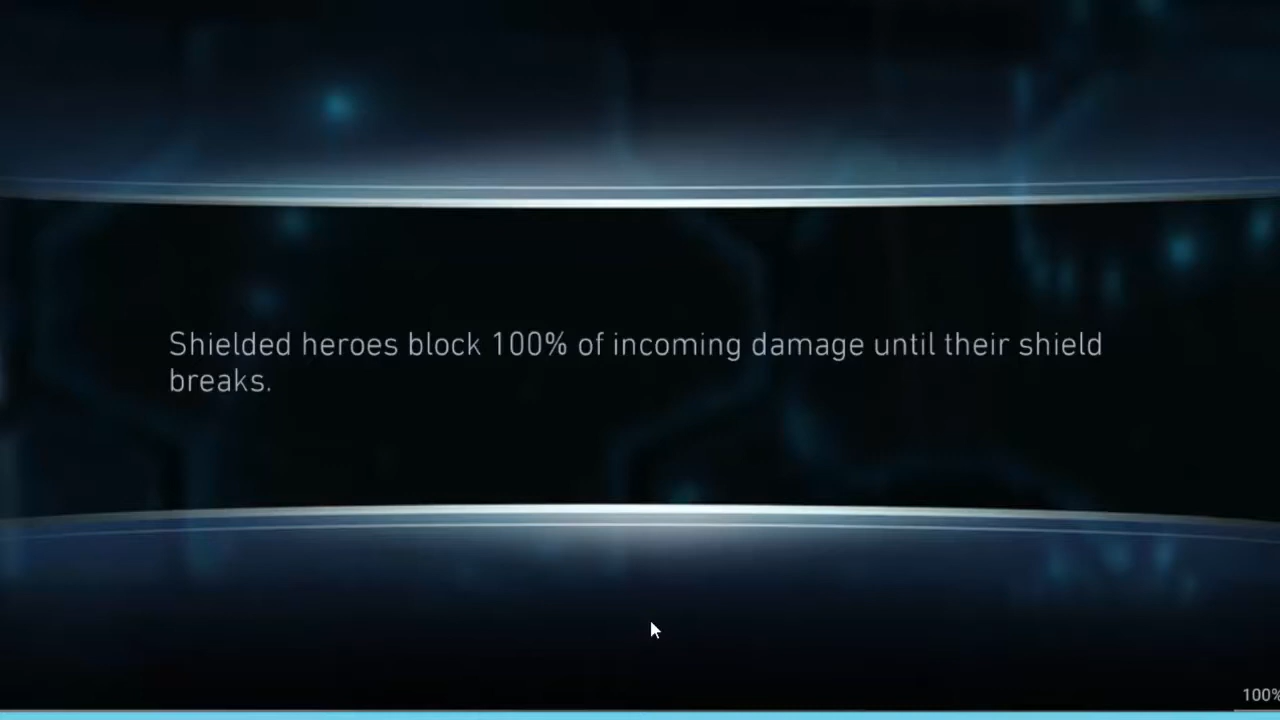 Shielded heroes block 100% of incoming damage until their shield
breaks.
100%